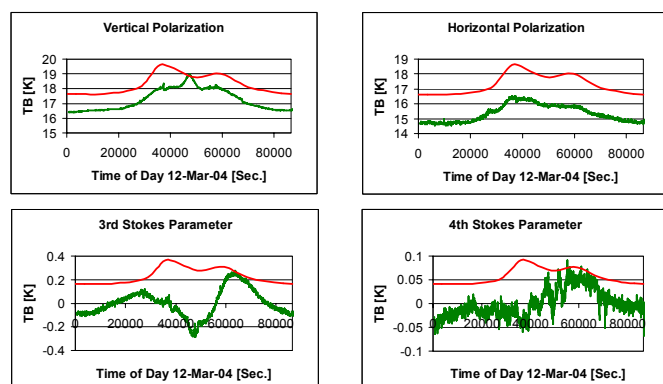 Vertical Polarization
20
19
18
17
16
15
14
TB [K]
0 20000 40000 60000 80000
Time of Day 12-Mar-04 [Sec.]
Horizontal Polarization
19
18
17
16
15
14
TB [K]
0 20000 40000 60000 80000
Time of Day 12-Mar-04 [Sec.]
3rd Stokes Parameter
0.4
0.2
0
-0.2
-0.4
TB [K]
0 20000 40000 60000 80000
Time of Day 12-Mar-04 [Sec.]
4th Stokes Parameter
0.1
0.05
0
-0.05
-0.1
TB [K]
0 20000 40000 60000 80000
Time of Day 12-Mar-04 [Sec.]